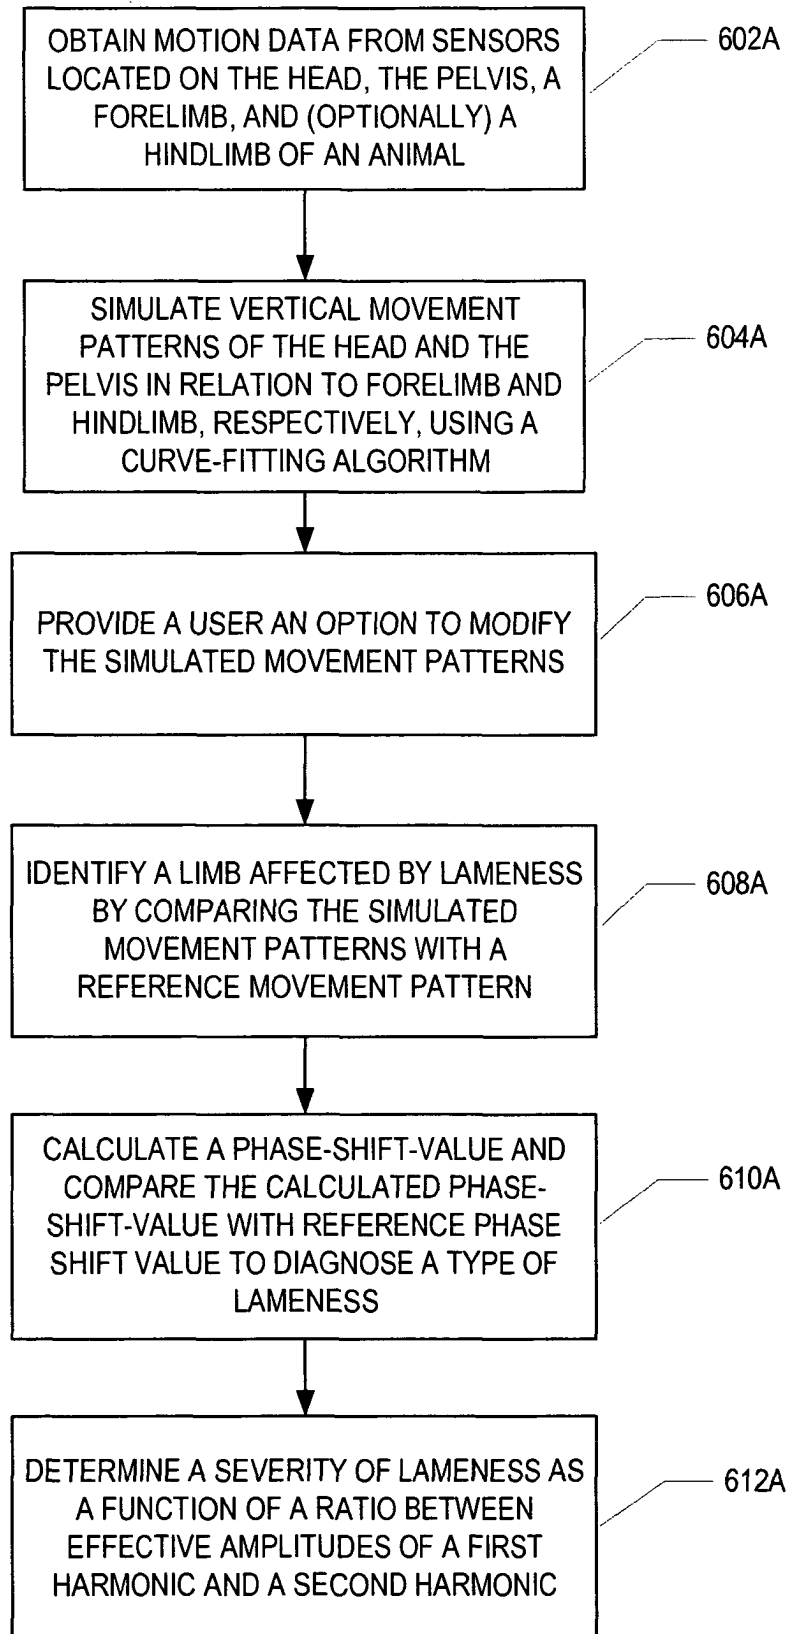 OBTAIN MOTION DATA FROM SENSORS
LOCATED ON THE HEAD, THE PELVIS, A
FORELIMB, AND (OPTIONALLY) A
HINDLIMB OF AN ANIMAL
602A
SIMULATE VERTICAL MOVEMENT
PATTERNS OF THE HEAD AND THE
PELVIS IN RELATION TO FORELIMB AND
HINDLIMB, RESPECTIVELY, USING A
CURVE-FITTING ALGORITHM
604A
PROVIDE A USER AN OPTION TO MODIFY
THE SIMULATED MOVEMENT PATTERNS
606A
IDENTIFY A LIMB AFFECTED BY LAMENESS
BY COMPARING THE SIMULATED
MOVEMENT PATTERNS WITH A
REFERENCE MOVEMENT PATTERN
608A
CALCULATE A PHASE-SHIFT-VALUE AND
COMPARE THE CALCULATED PHASE-
SHIFT-VALUE WITH REFERENCE PHASE
SHIFT VALUE TO DIAGNOSE A TYPE OF
LAMENESS
610A
DETERMINE A SEVERITY OF LAMENESS AS
A FUNCTION OF A RATIO BETWEEN
EFFECTIVE AMPLITUDES OF A FIRST
HARMONIC AND A SECOND HARMONIC
612A